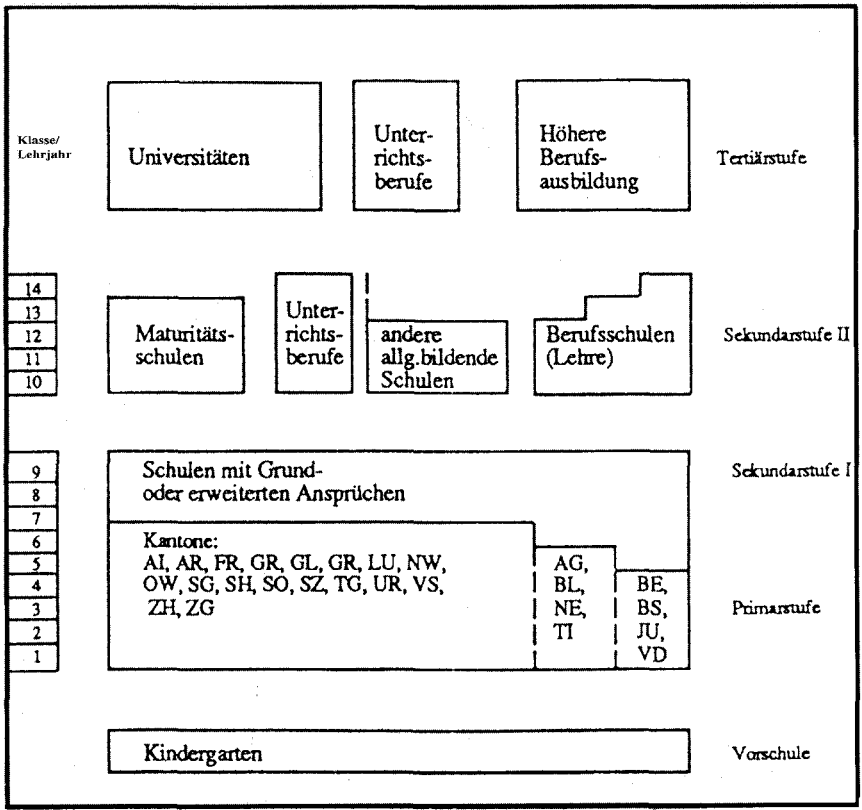 Klasse/
Lehrjahr
Universitäten
Unter-
richts-
berufe
Höhere
Berufs-
ausbildung
Tertiärstufe
14
13
12
11
10
Maturitäts-
schulen
Unter-
richts-
berufe
andere
allg.bildende
Schulen
Berufsschulen
(Lehre)
Sekundarstufe II
9
8
7
6
5
4
3
2
1
Schulen mit Grund-
oder erweiterten Ansprüchen
Sekundarstufe I
Kantone:
AI, AR, FR, GR, GL, GR, LU, NW,
OW, SG, SH, SO, SZ, TG, UR, VS,
ZH, ZG
AG,
BL,
NE,
TI
BE,
BS,
JU,
VD
Primarstufe
Kindergarten
Vorschule